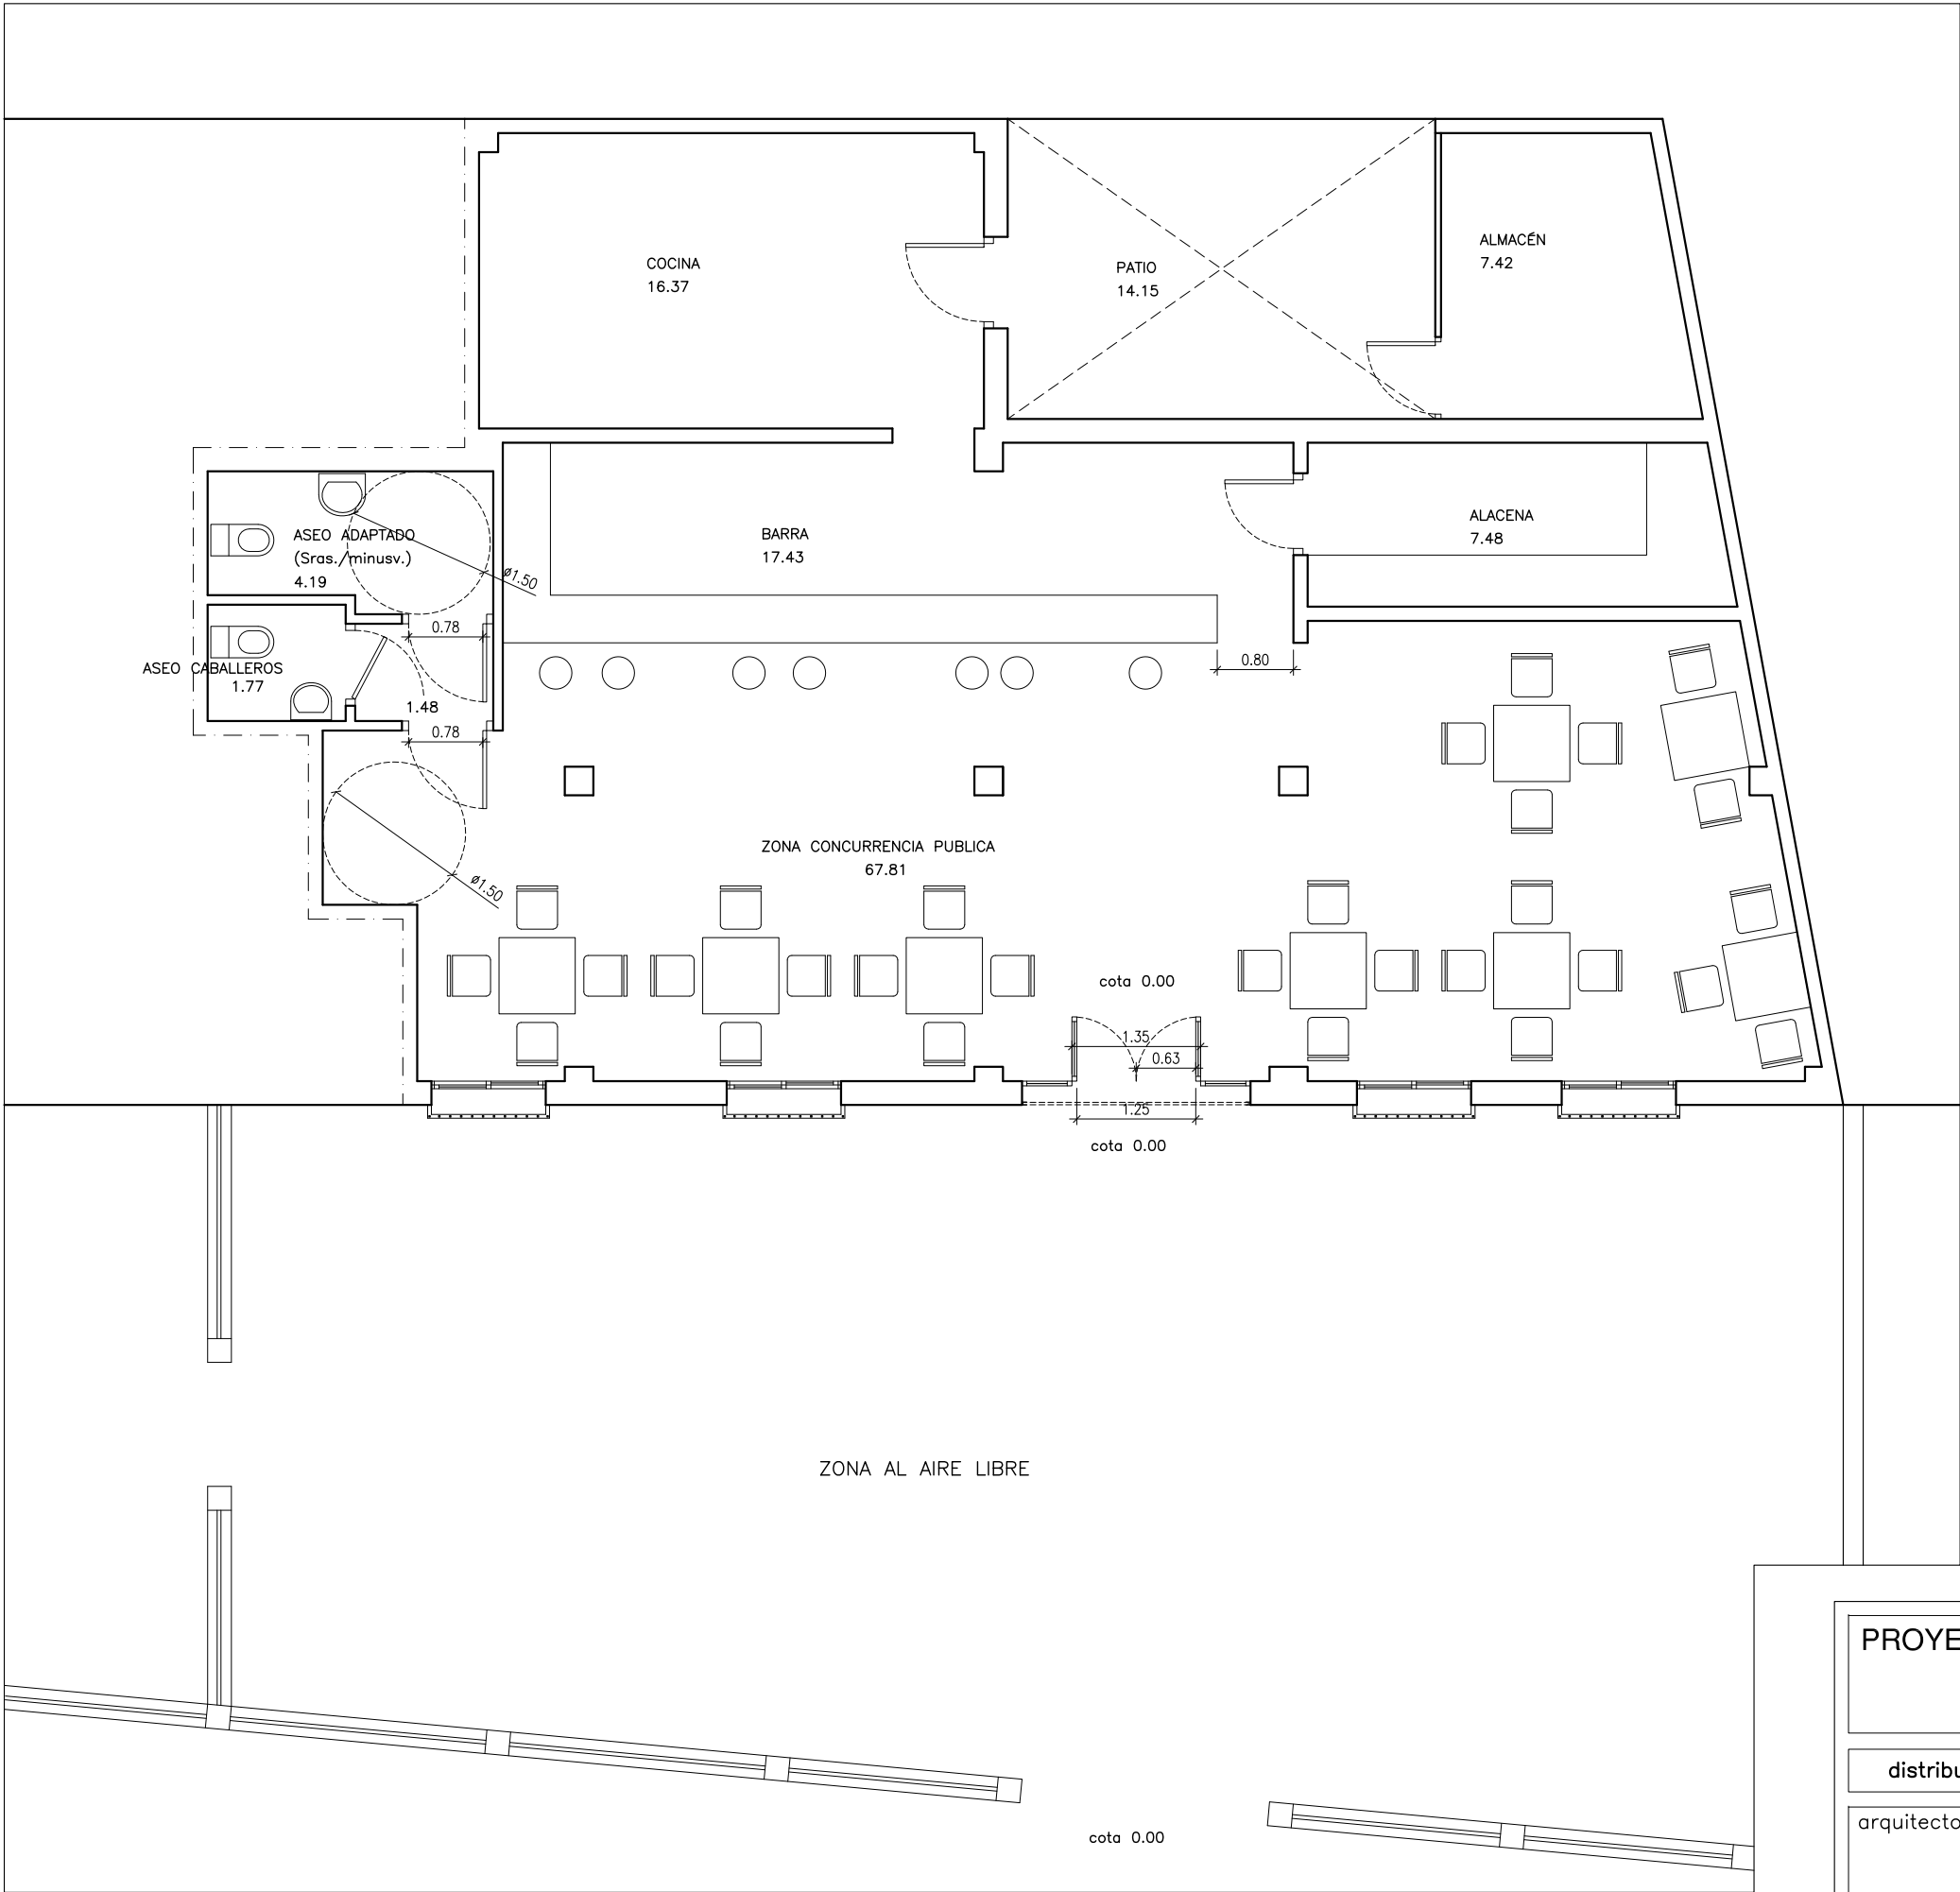 COCINA
16.37
PATIO
14.15
ALMACÉN
7.42
ASEO ADAPTADO
(Sras./minusv.)
4.19
ø1.50
BARRA
17.43
ALACENA
7.48
0.78
ASEO CABALLEROS
1.77
1.48
0.78
0.80
ø1.50
ZONA CONCURRENCIA PUBLICA
67.81
cota 0.00
1.35
0.63
1.25
cota 0.00
ZONA AL AIRE LIBRE
PROYE
distribu
arquitecto
cota 0.00